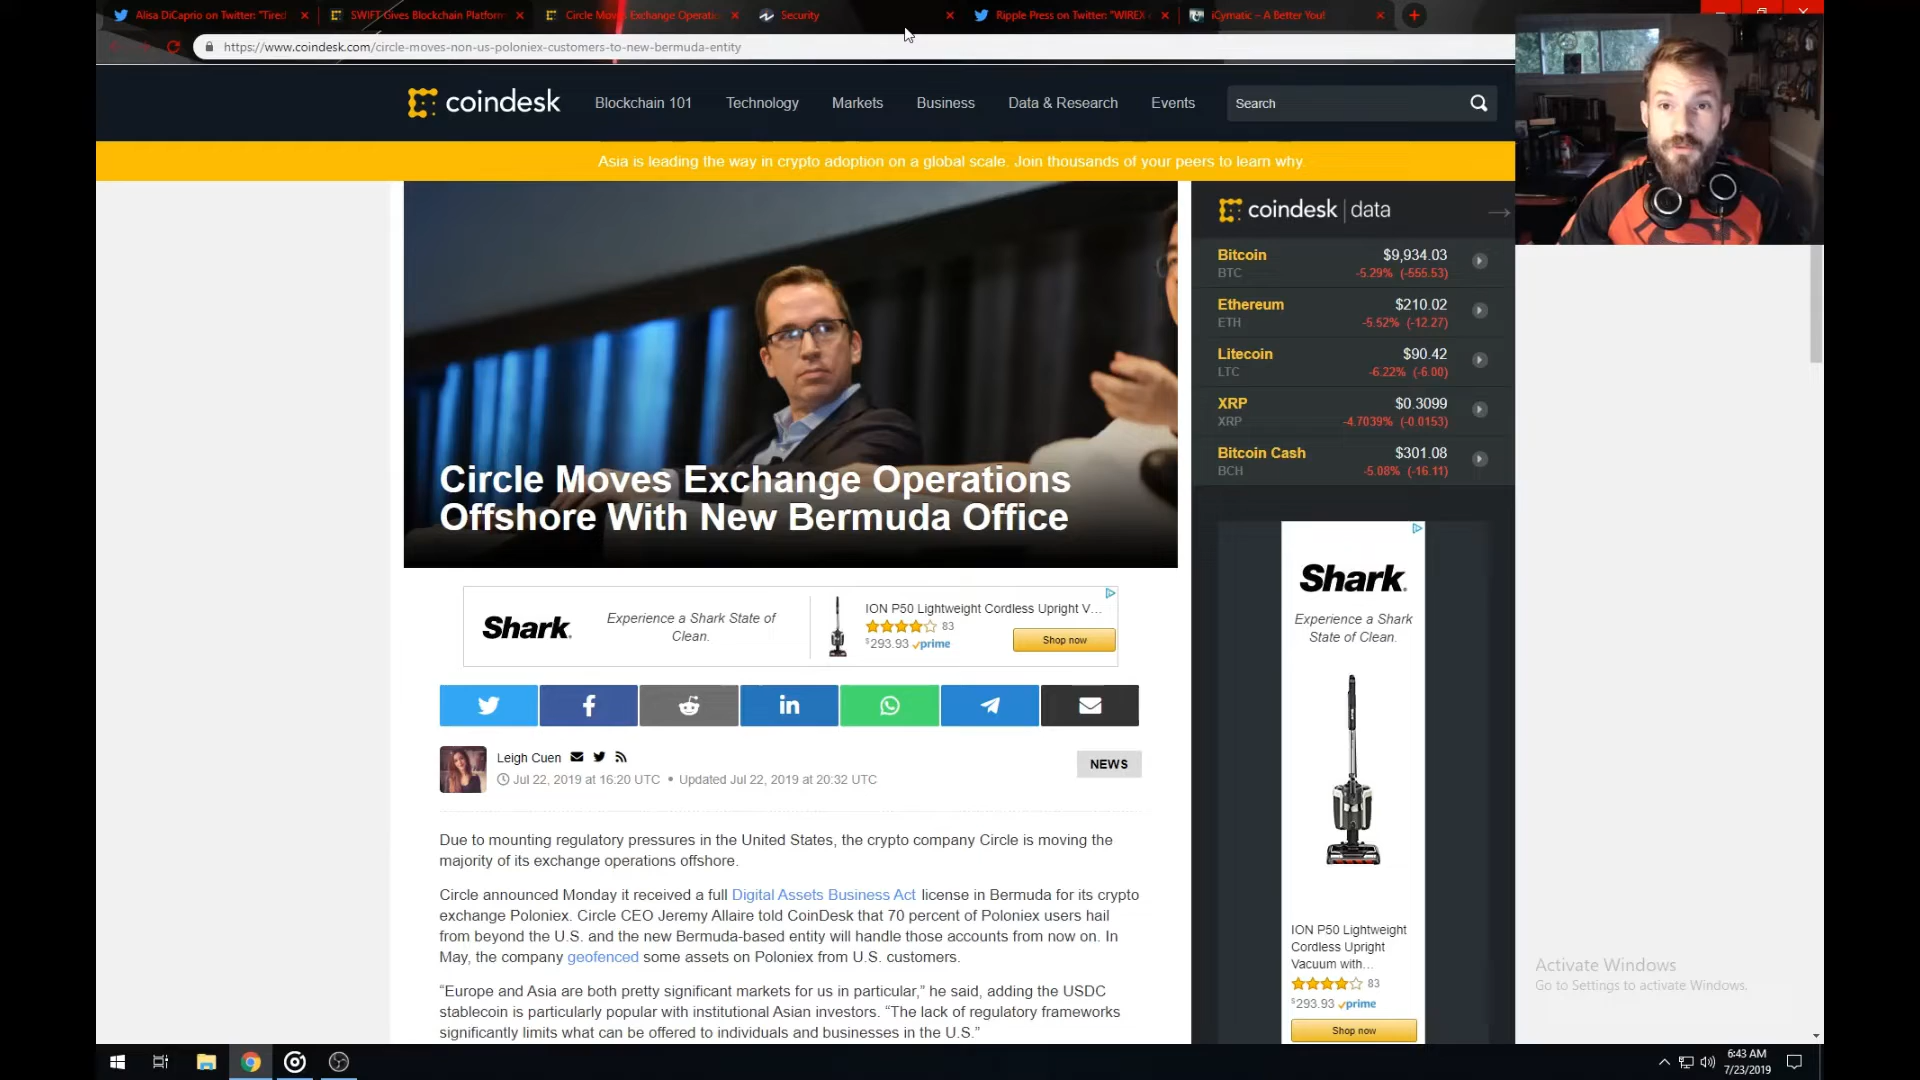 Alisa DiCaprio on Twitter: "Tired
SWIFT Gives Blockchain Platform
Circle Moves Exchange Operatio
Security
Ripple Press on Twitter: "WIREX
iCymatic – A Better You!
https://www.coindesk.com/circle-moves-non-us-poloniex-customers-to-new-bermuda-entity
coindesk
Blockchain 101
Technology
Markets
Business
Data & Research
Events
Search
Asia is leading the way in crypto adoption on a global scale. Join thousands of your peers to learn why.
Circle Moves Exchange Operations
Offshore With New Bermuda Office
coindesk | data
Bitcoin $9,934.03
BTC -5.29% (-555.53)
Ethereum $210.02
ETH -5.52% (-12.27)
Litecoin $90.42
LTC -6.22% (-6.00)
XRP $0.3099
XRP -4.7039% (-0.0153)
Bitcoin Cash $301.08
BCH -5.08% (-16.11)
Shark
Experience a Shark State of
Clean.
ION P50 Lightweight Cordless Upright V...
83
$293.93 prime
Shop now
Leigh Cuen
Jul 22, 2019 at 16:20 UTC • Updated Jul 22, 2019 at 20:32 UTC
NEWS
Due to mounting regulatory pressures in the United States, the crypto company Circle is moving the
majority of its exchange operations offshore.
Circle announced Monday it received a full Digital Assets Business Act license in Bermuda for its crypto
exchange Poloniex. Circle CEO Jeremy Allaire told CoinDesk that 70 percent of Poloniex users hail
from beyond the U.S. and the new Bermuda-based entity will handle those accounts from now on. In
May, the company geofenced some assets on Poloniex from U.S. customers.
“Europe and Asia are both pretty significant markets for us in particular,” he said, adding the USDC
stablecoin is particularly popular with institutional Asian investors. “The lack of regulatory frameworks
significantly limits what can be offered to individuals and businesses in the U.S.”
Shark
Experience a Shark
State of Clean.
ION P50 Lightweight
Cordless Upright
Vacuum with...
83
$293.93 prime
Shop now
Activate Windows
Go to Settings to activate Windows.
6:43 AM
7/23/2019